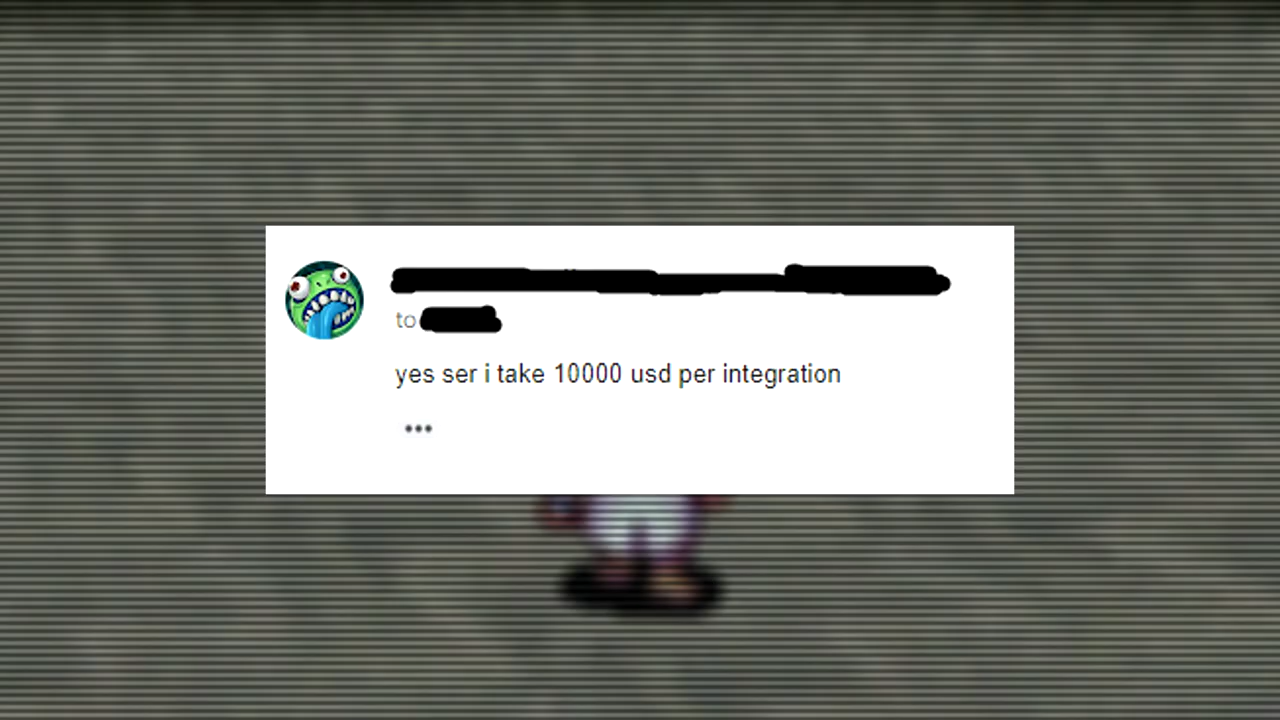 to
yes ser i take 10000 usd per integration